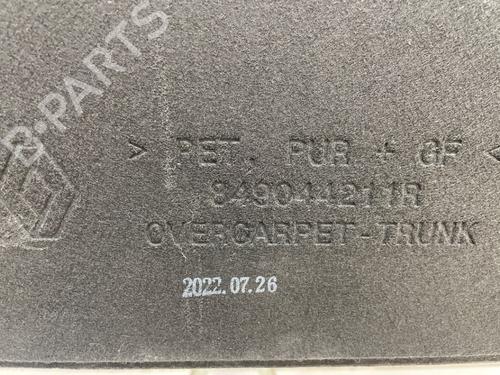 B-PARTS
> PET, PUR + GF <
849044211R
OVERCARPET-TRUNK
2022.07.26